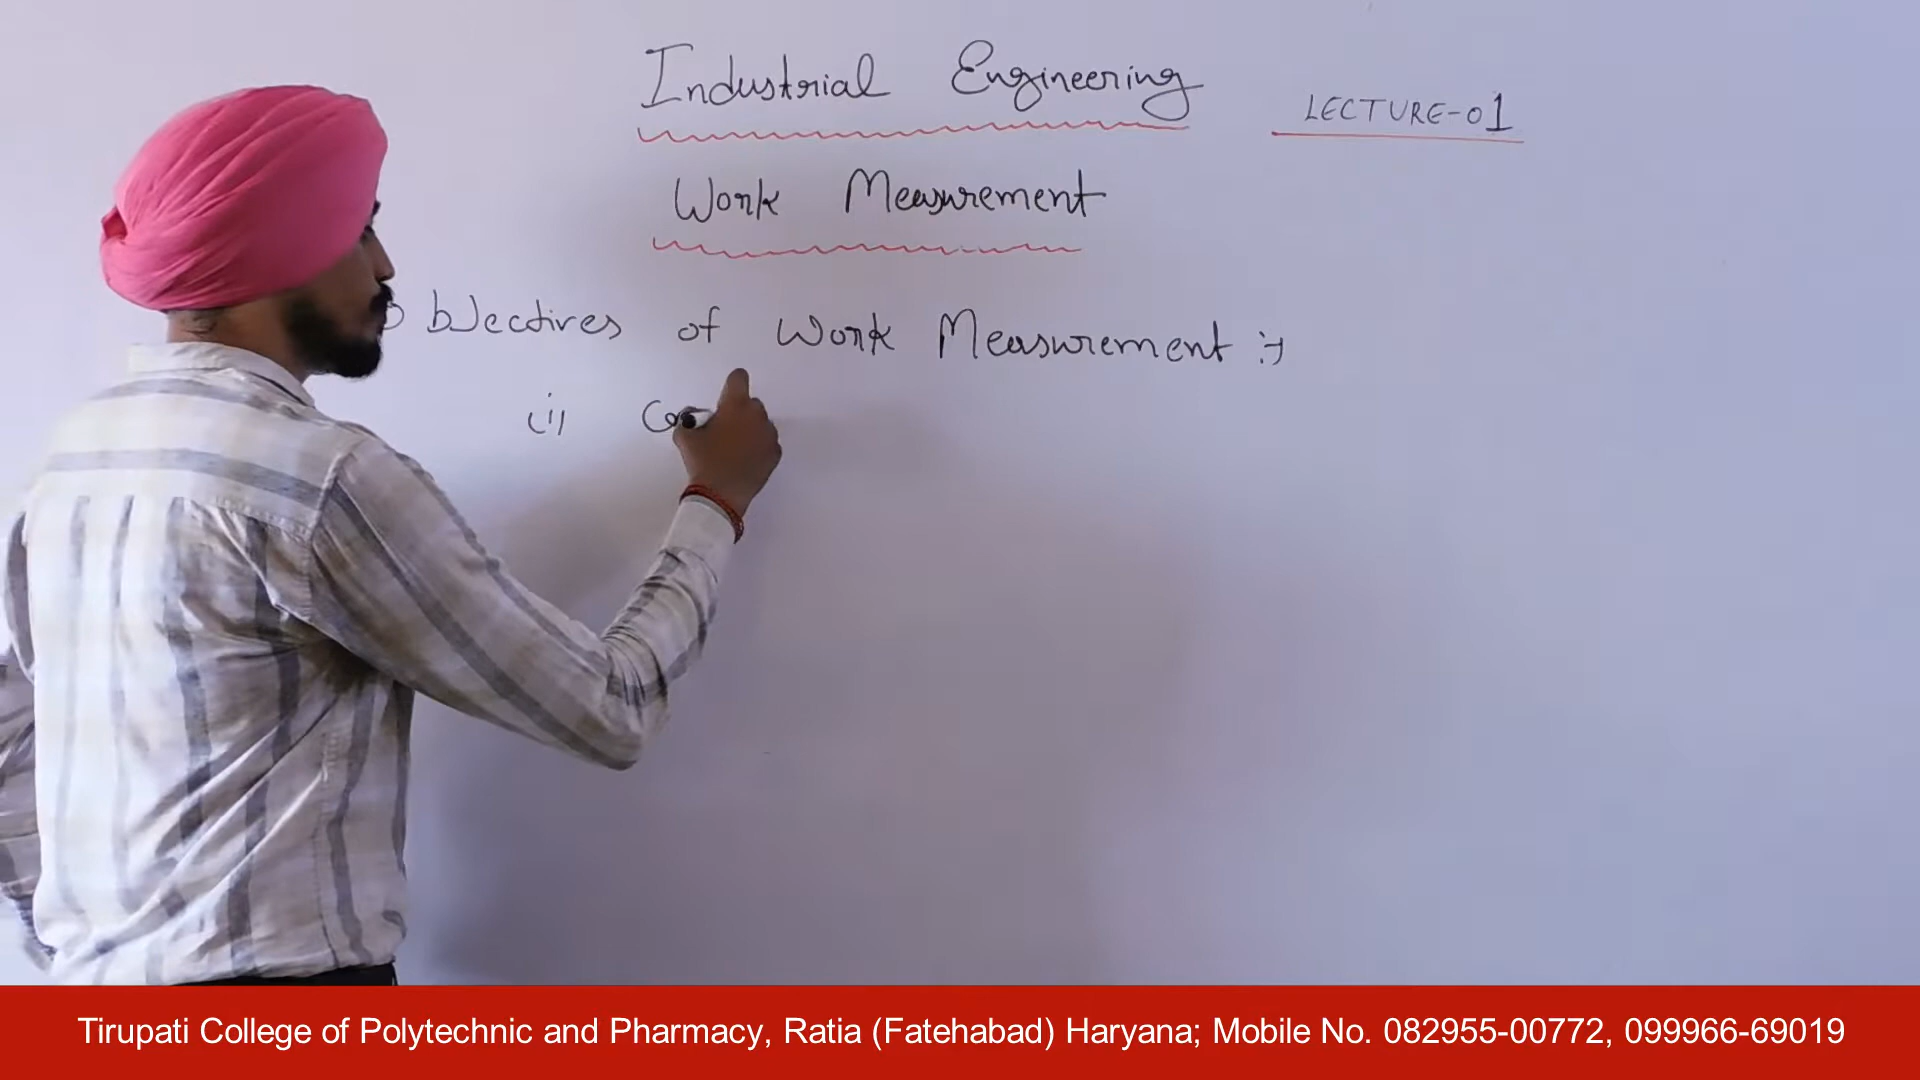 Industrial Engineering
LECTURE-01
Work Measurement
Objectives of Work Measurement :-
(i)
Tirupati College of Polytechnic and Pharmacy, Ratia (Fatehabad) Haryana; Mobile No. 082955-00772, 099966-69019